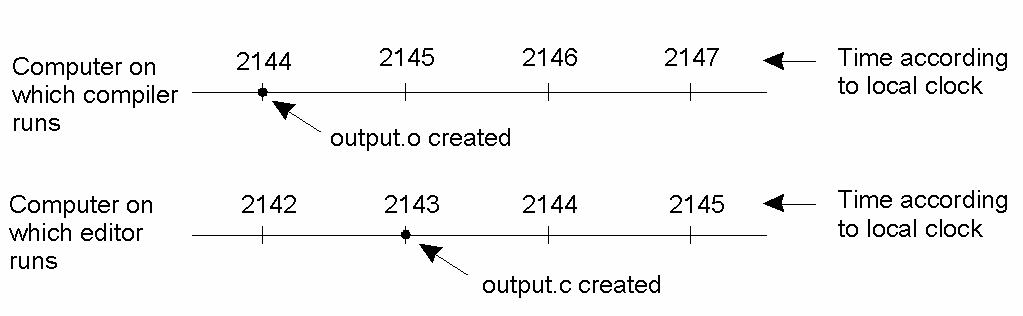 Computer on
which compiler
runs
2144 2145 2146 2147
Time according
to local clock
output.o created
Computer on
which editor
runs
2142 2143 2144 2145
Time according
to local clock
output.c created